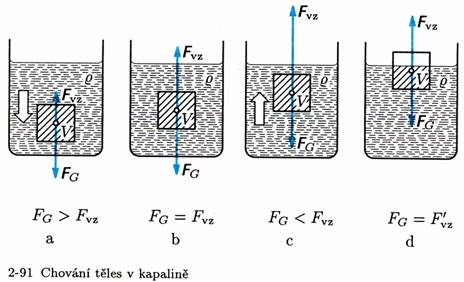 F_vz
F_vz
F_vz
F_vz
ϱ
ϱ
ϱ
ϱ
V
V
V
V
F_G
F_G
F_G
F_G
F_G > F_vz
F_G = F_vz
F_G < F_vz
F_G = F′_vz
a
b
c
d
2-91 Chování těles v kapalině